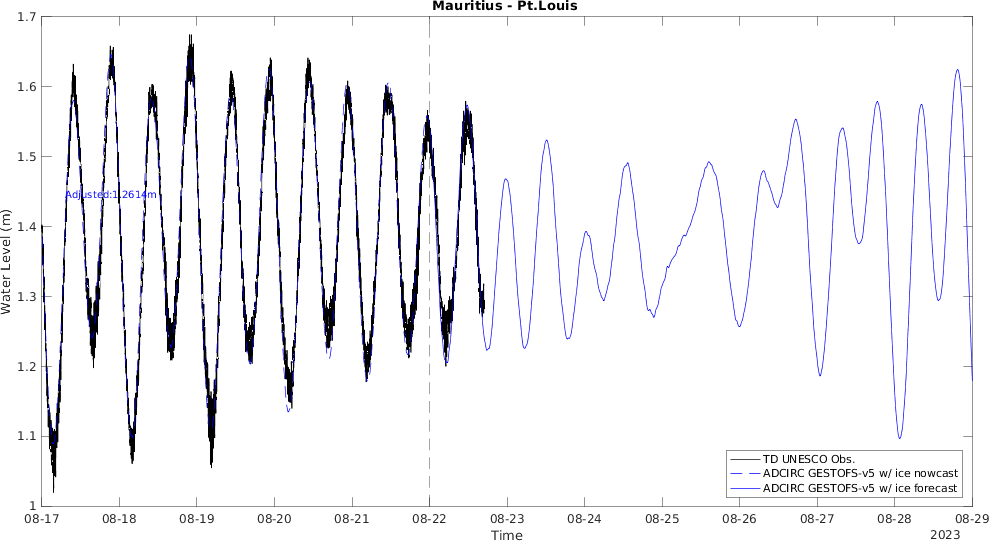 Mauritius - Pt.Louis
1.7
1.6
1.5
1.4
1.3
1.2
1.1
1
Water Level (m)
Adjusted:1.2614m
TD UNESCO Obs.
ADCIRC GESTOFS-v5 w/ ice nowcast
ADCIRC GESTOFS-v5 w/ ice forecast
08-17 08-18 08-19 08-20 08-21 08-22 08-23 08-24 08-25 08-26 08-27 08-28 08-29
Time
2023